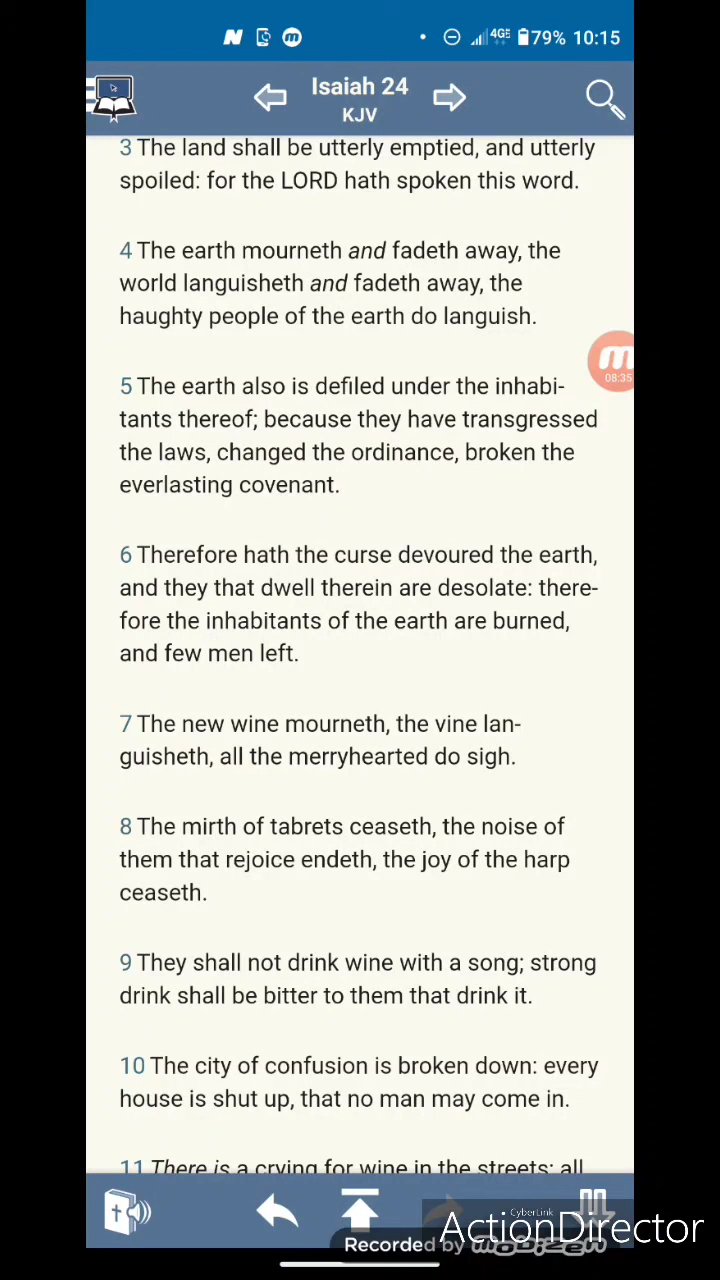 79% 10:15
Isaiah 24
KJV
3 The land shall be utterly emptied, and utterly
spoiled: for the LORD hath spoken this word.
4 The earth mourneth and fadeth away, the
world languisheth and fadeth away, the
haughty people of the earth do languish.
08:35
5 The earth also is defiled under the inhabi-
tants thereof; because they have transgressed
the laws, changed the ordinance, broken the
everlasting covenant.
6 Therefore hath the curse devoured the earth,
and they that dwell therein are desolate: there-
fore the inhabitants of the earth are burned,
and few men left.
7 The new wine mourneth, the vine lan-
guisheth, all the merryhearted do sigh.
8 The mirth of tabrets ceaseth, the noise of
them that rejoice endeth, the joy of the harp
ceaseth.
9 They shall not drink wine with a song; strong
drink shall be bitter to them that drink it.
10 The city of confusion is broken down: every
house is shut up, that no man may come in.
11 There is a crying for wine in the streets; all
CyberLink
ActionDirector
Recorded by mobizen